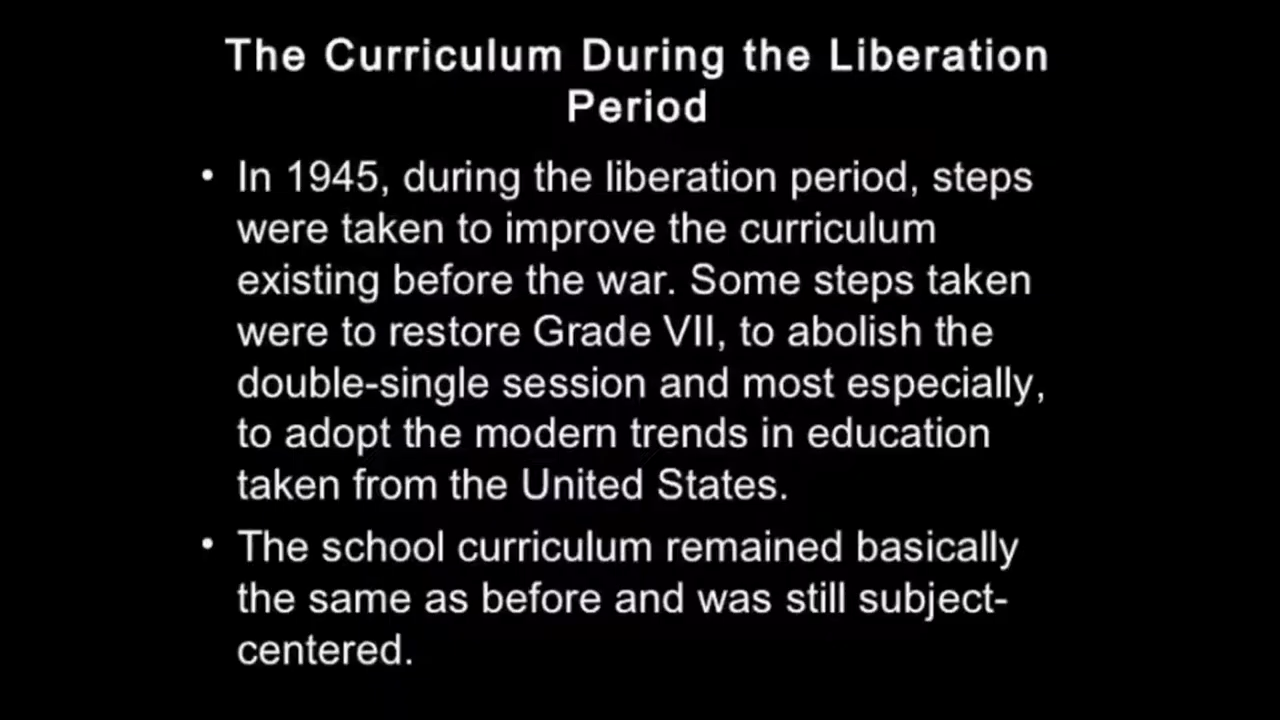 The Curriculum During the Liberation
Period
• In 1945, during the liberation period, steps
were taken to improve the curriculum
existing before the war. Some steps taken
were to restore Grade VII, to abolish the
double-single session and most especially,
to adopt the modern trends in education
taken from the United States.
• The school curriculum remained basically
the same as before and was still subject-
centered.